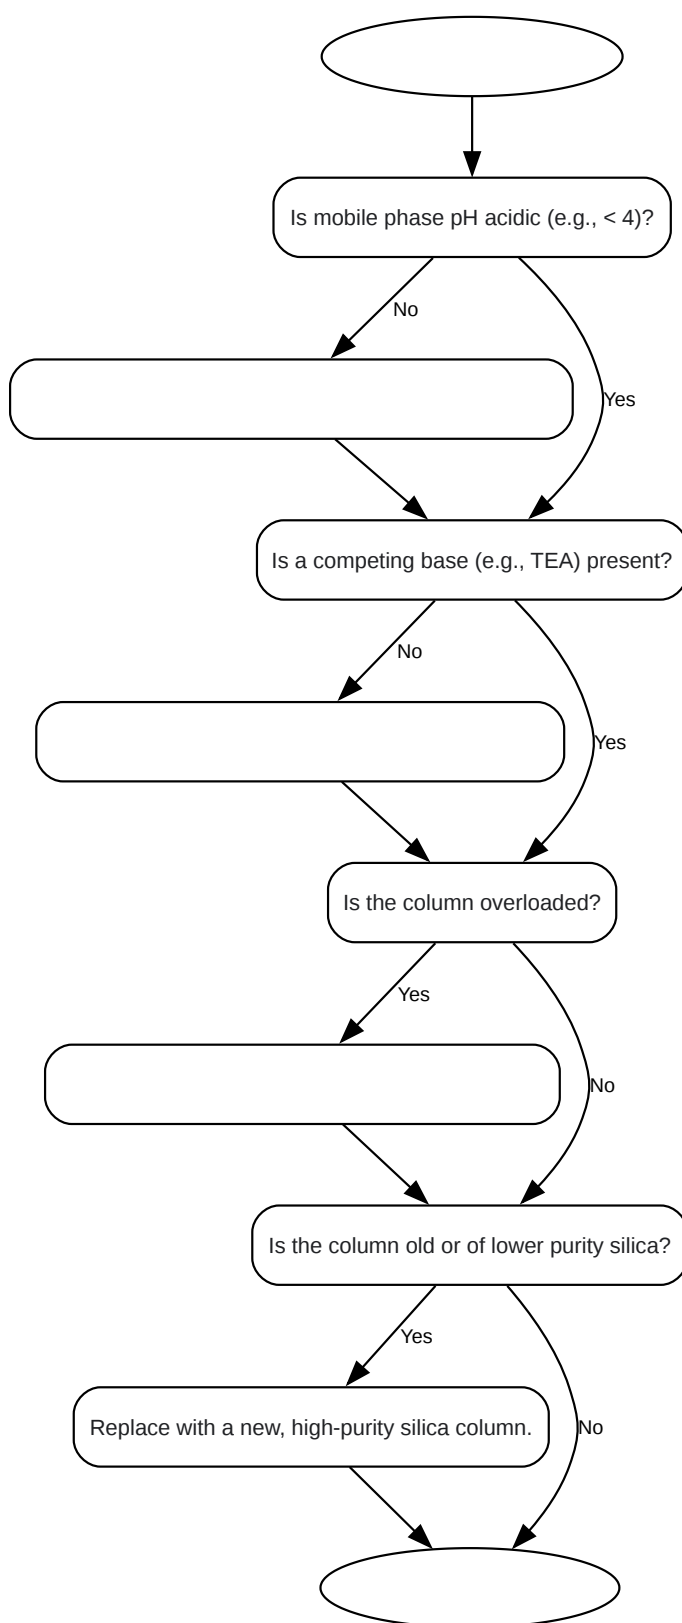 Is mobile phase pH acidic (e.g., < 4)?
No
Yes
Is a competing base (e.g., TEA) present?
No
Yes
Is the column overloaded?
Yes
No
Is the column old or of lower purity silica?
Yes
Replace with a new, high-purity silica column.
No